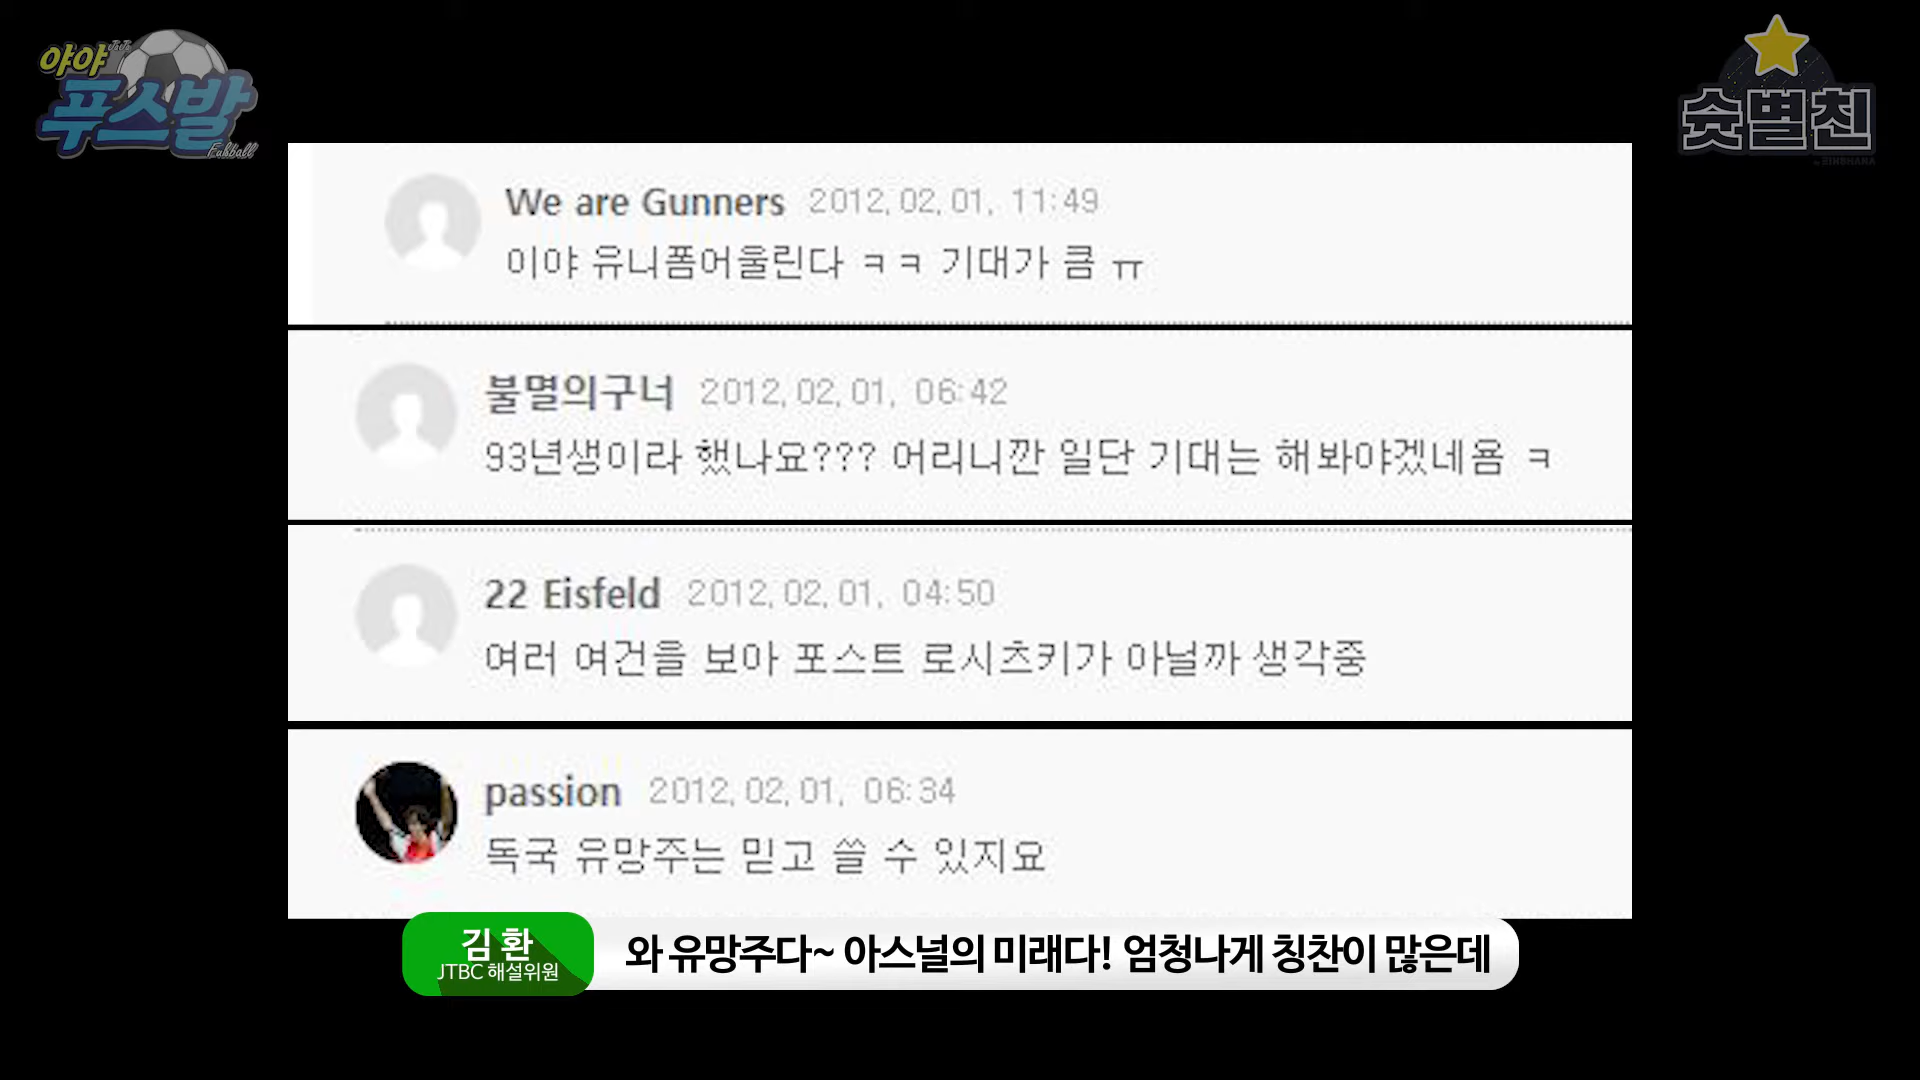 야야
푸스발
Fußball
슛별친
We are Gunners 2012.02.01. 11:49
이야 유니폼어울린다 ㅋㅋ 기대가 큼 ㅠ
불멸의구너 2012.02.01. 06:42
93년생이라 했나요??? 어리니깐 일단 기대는 해봐야겠네욤 ㅋ
22 Eisfeld 2012.02.01. 04:50
여러 여건을 보아 포스트 로시츠키가 아닐까 생각중
passion 2012.02.01. 06:34
독국 유망주는 믿고 쓸 수 있지요
김 환
JTBC 해설위원
와 유망주다~ 아스널의 미래다! 엄청나게 칭찬이 많은데